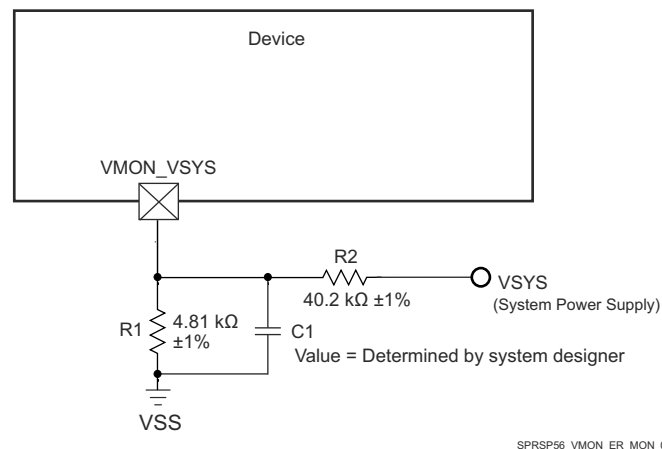 Device
VMON_VSYS
R2
VSYS
(System Power Supply)
40.2 kΩ ±1%
R1
4.81 kΩ
±1%
C1
Value = Determined by system designer
VSS
SPRSP56_VMON_ER_MON_